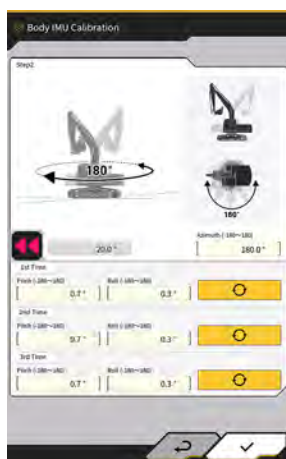 Body IMU Calibration
Step2
180°
180°
Azimuth (-180~180)
20.0 °
180.0 °
1st Time
Pitch (-180~180)
Roll (-180~180)
0.7 °
0.3 °
2nd Time
Pitch (-180~180)
Roll (-180~180)
0.7 °
0.3 °
3rd Time
Pitch (-180~180)
Roll (-180~180)
0.7 °
0.3 °